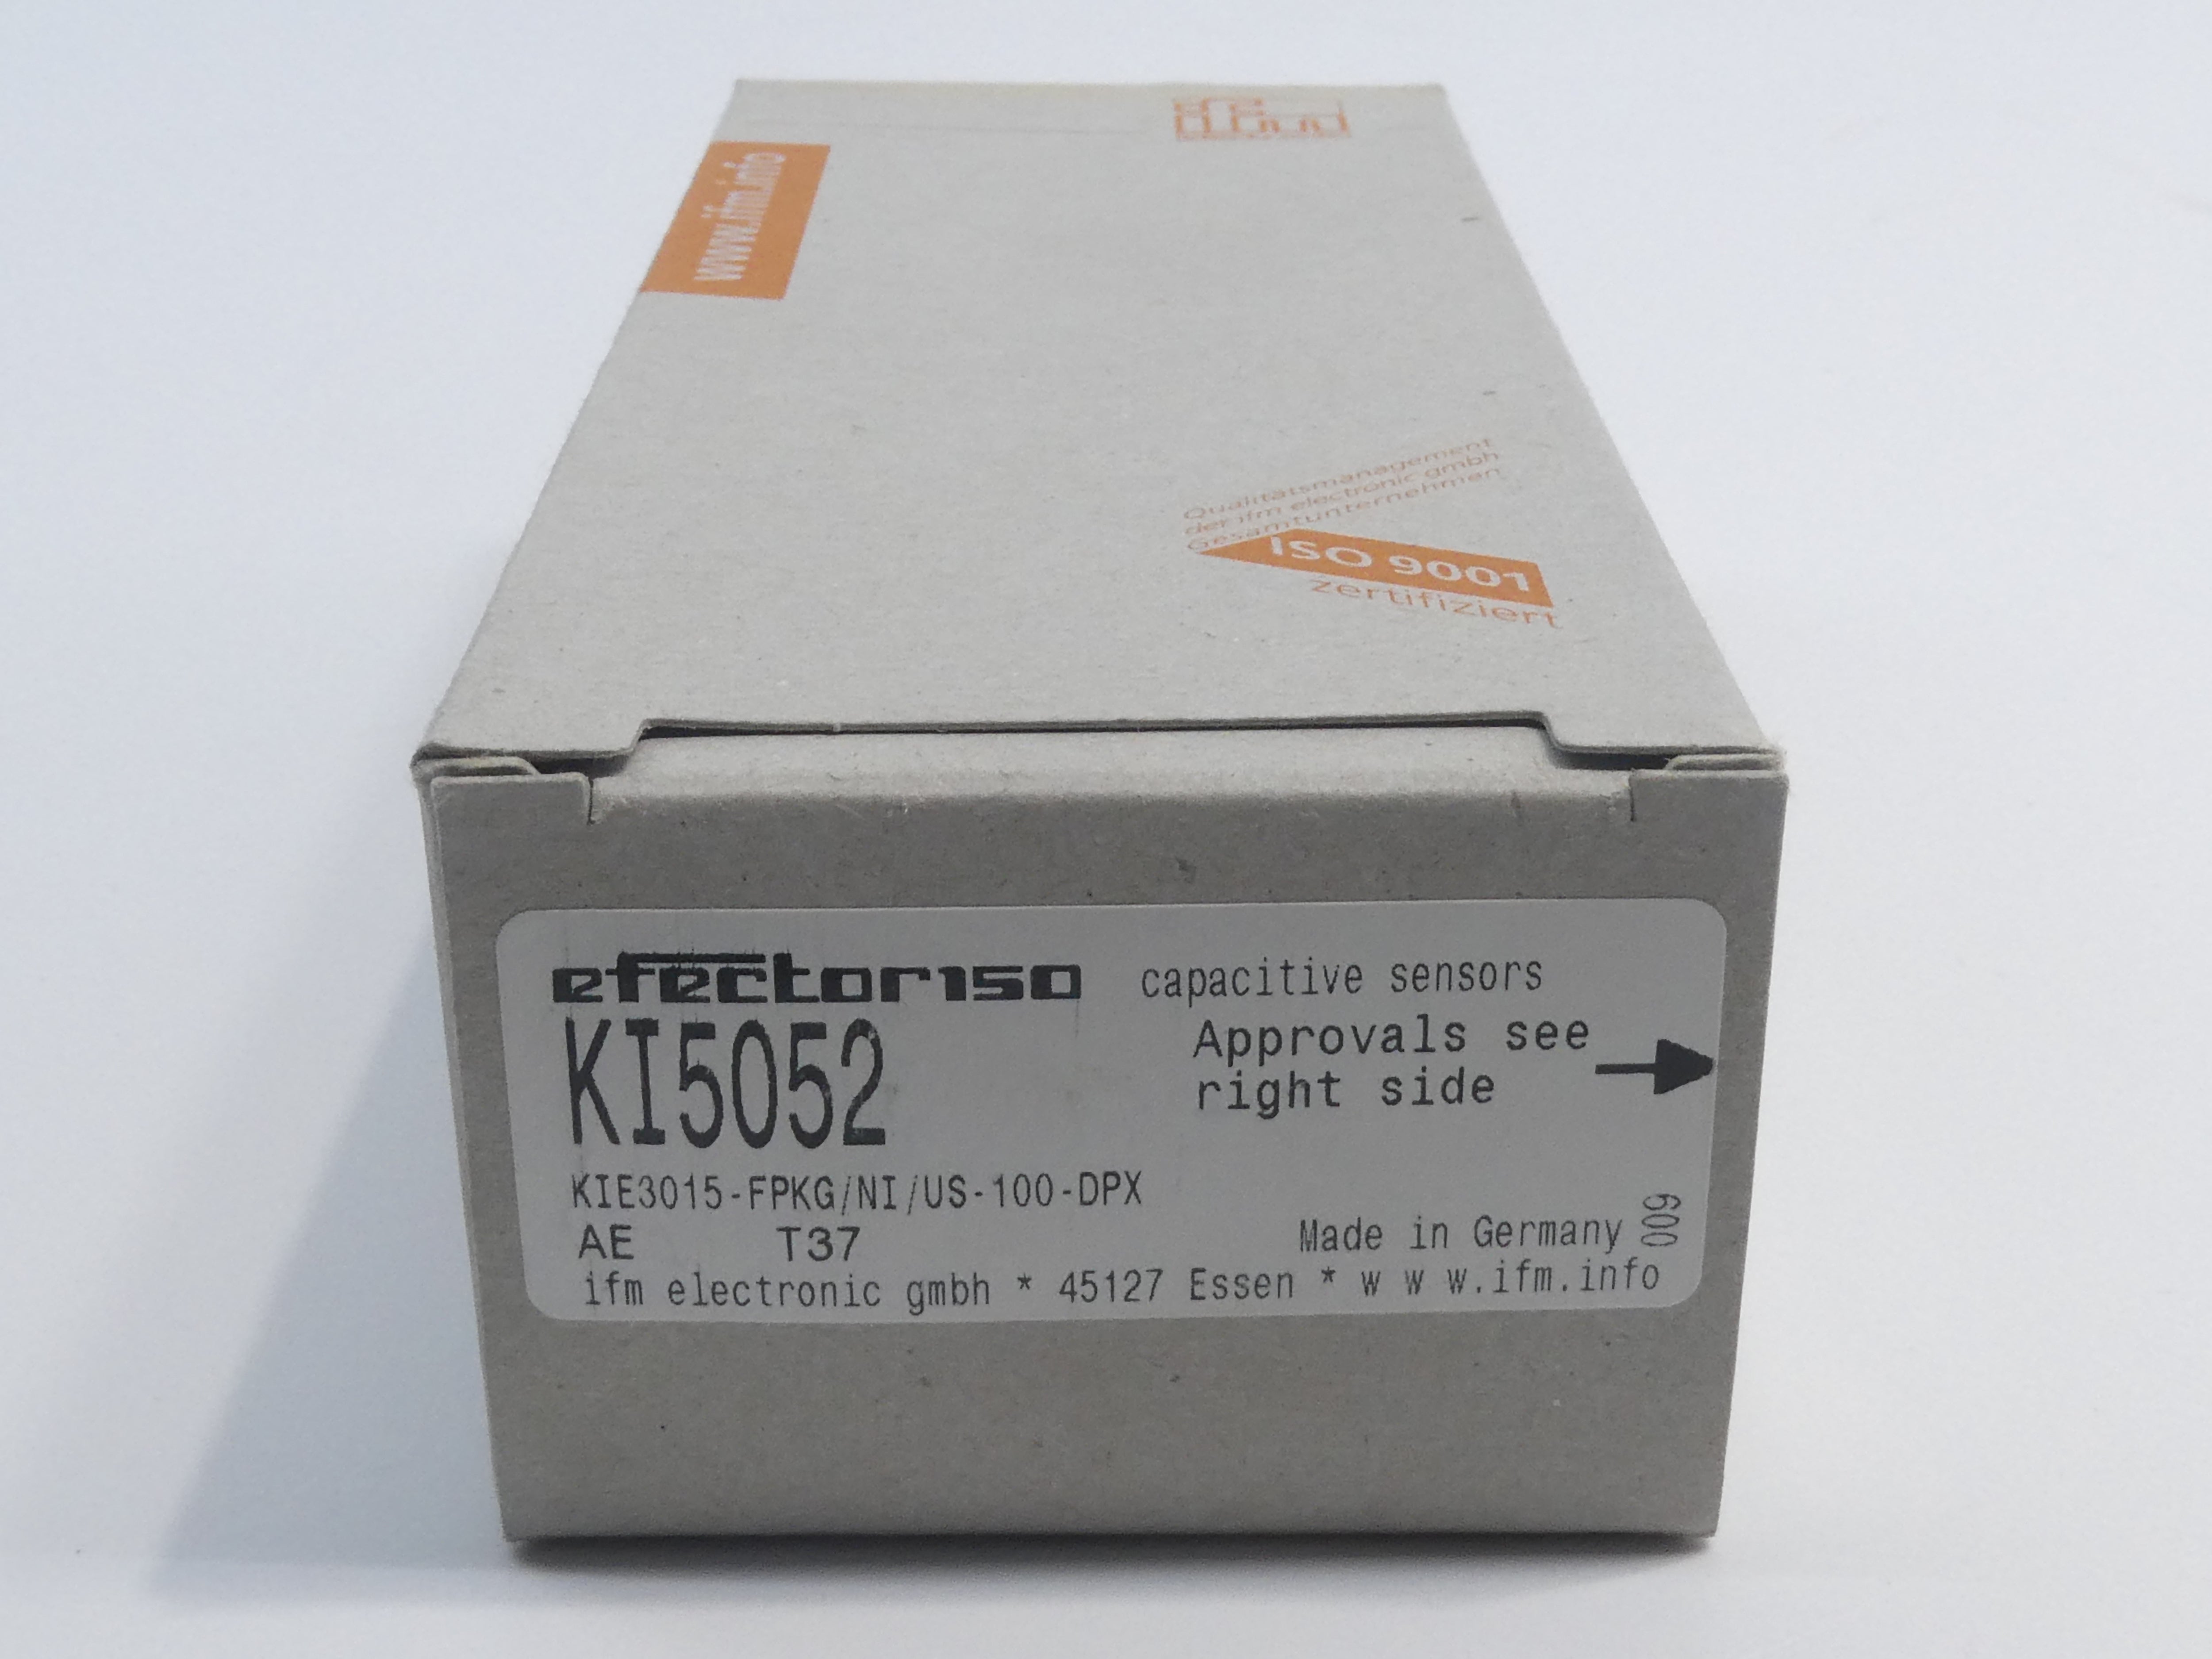 ifm
www.ifm.info
Qualitätsmanagement
der ifm electronic gmbh
Gesamtunternehmen
ISO 9001
zertifiziert
efector150 capacitive sensors
KI5052
Approvals see
right side
KIE3015-FPKG/NI/US-100-DPX
AE T37
Made in Germany
600
ifm electronic gmbh * 45127 Essen * w w w.ifm.info